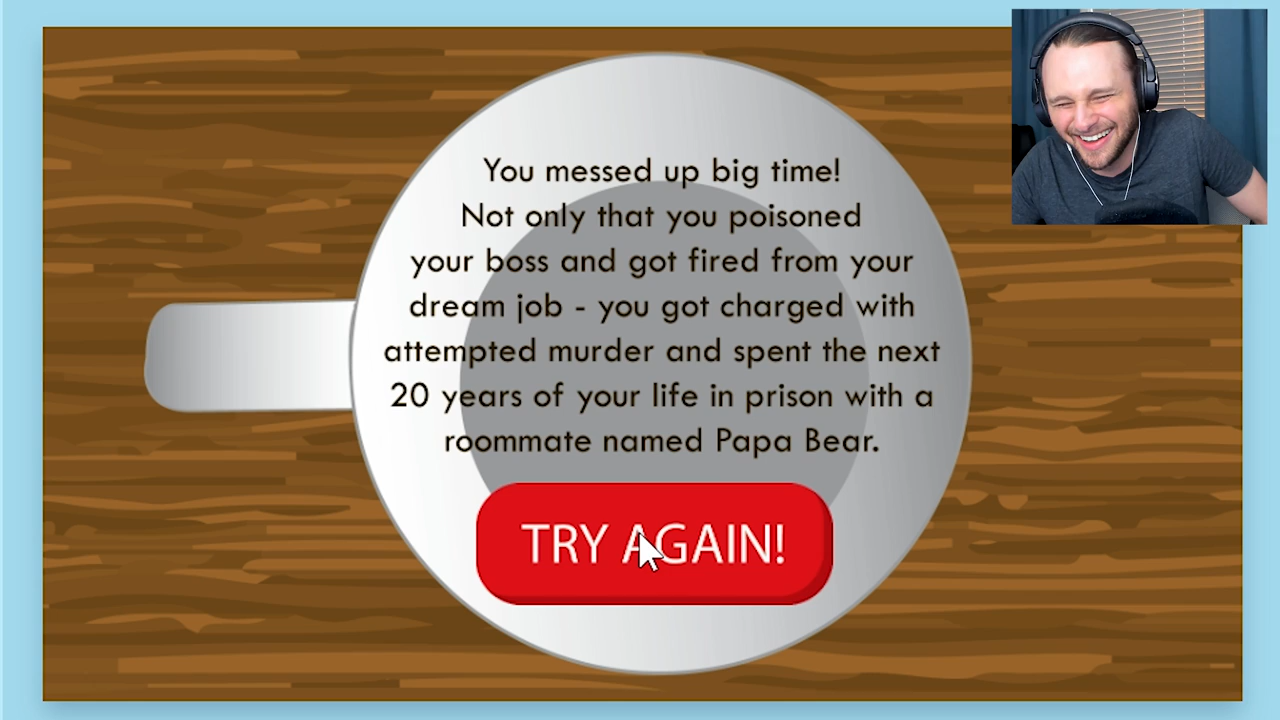 You messed up big time!
Not only that you poisoned
your boss and got fired from your
dream job - you got charged with
attempted murder and spent the next
20 years of your life in prison with a
roommate named Papa Bear.
TRY AGAIN!